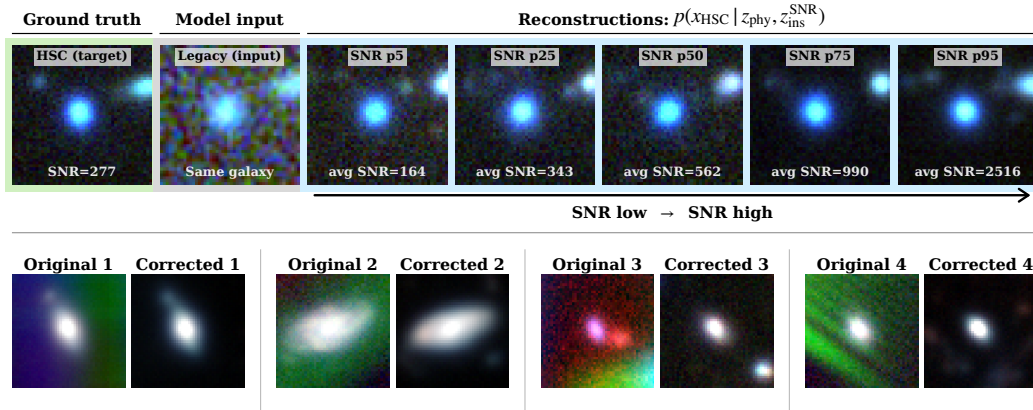 Ground truth
Model input
Reconstructions: p(x_HSC | z_phy, z_ins^SNR)
HSC (target)
Legacy (input)
SNR p5
SNR p25
SNR p50
SNR p75
SNR p95
SNR=277
Same galaxy
avg SNR=164
avg SNR=343
avg SNR=562
avg SNR=990
avg SNR=2516
SNR low → SNR high
Original 1
Corrected 1
Original 2
Corrected 2
Original 3
Corrected 3
Original 4
Corrected 4